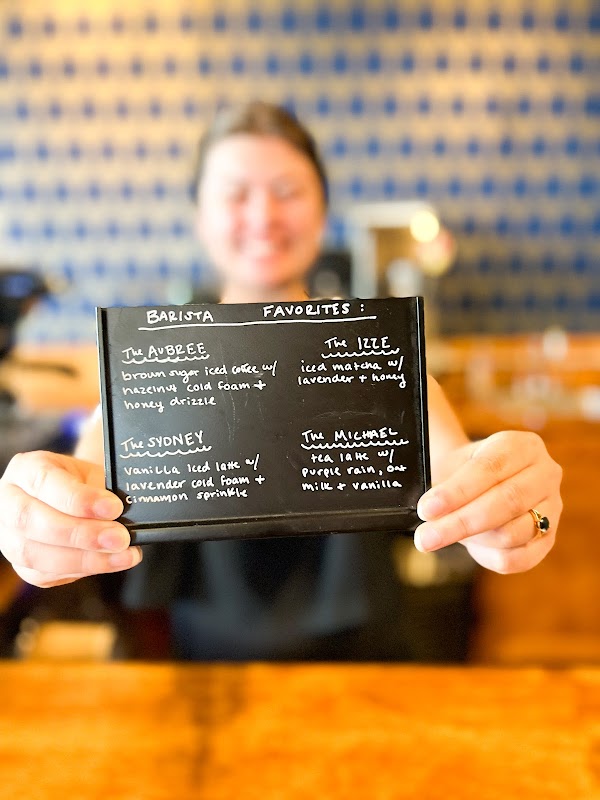 BARISTA FAVORITES:
The AUBREE
brown sugar iced coffee w/
hazelnut cold foam +
honey drizzle
The IZZE
iced matcha w/
lavender + honey
The SYDNEY
vanilla iced latte w/
lavender cold foam +
cinnamon sprinkle
The MICHAEL
tea latte w/
purple rain, oat
milk + vanilla